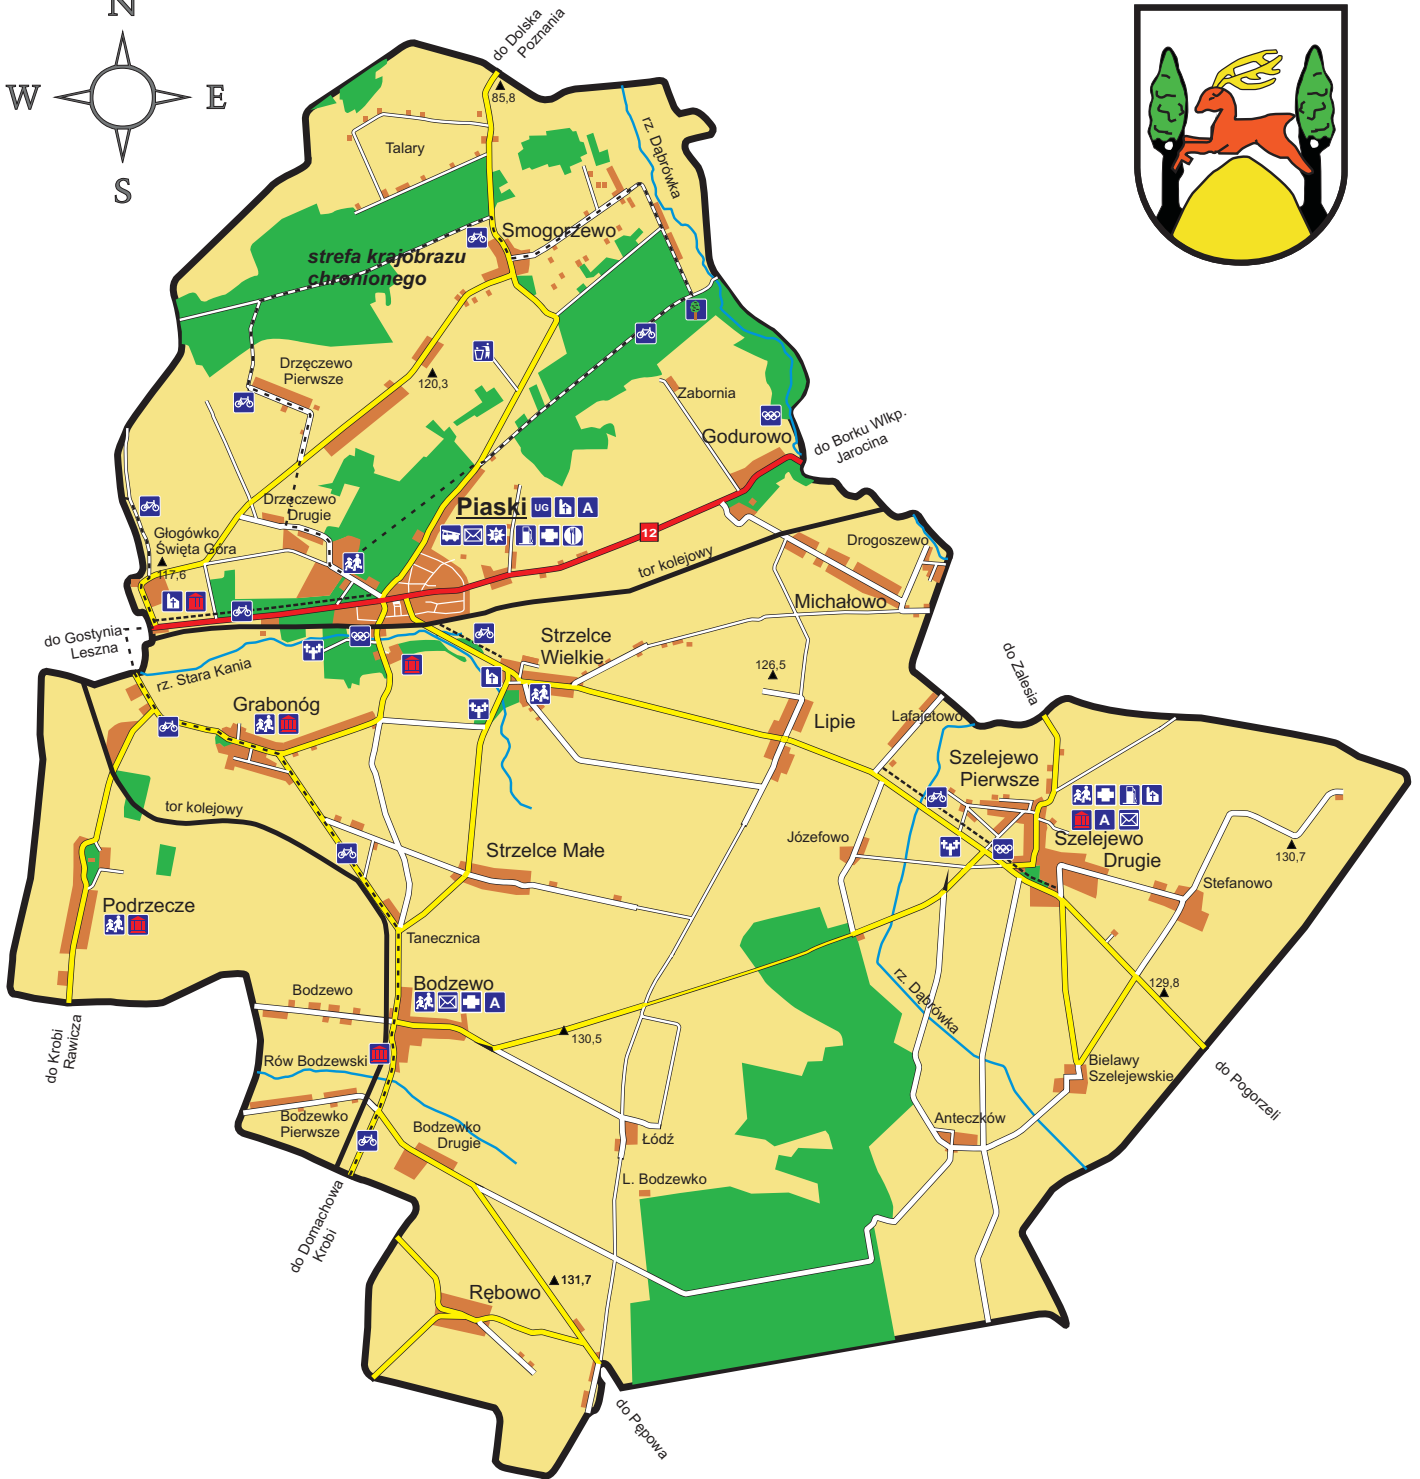 N
W
E
S
do Dolska
Poznania
85,8
rz. Dąbrówka
Talary
Smogorzewo
strefa krajobrazu
chronionego
Drzęczewo
Pierwsze
120,3
Zabornia
Godurowo
do Borku Wlkp.
Jarocina
Drzęczewo
Drugie
Piaski
UG
A
12
Głogówko
Święta Góra
117,6
tor kolejowy
Drogoszewo
Michałowo
do Gostynia
Leszna
rz. Stara Kania
Strzelce
Wielkie
126,5
do Zalesia
Grabonóg
Lipie
Lafajetowo
Szelejewo
Pierwsze
tor kolejowy
A
Józefowo
Szelejewo
Drugie
130,7
Strzelce Małe
Stefanowo
Podrzecze
Tanecznica
Bodzewo
A
Bodzewo
rz. Dąbrówka
129,8
130,5
do Krobi
Rawicza
Rów Bodzewski
Bielawy
Szelejewskie
do Pogorzeli
Bodzewko
Pierwsze
Bodzewko
Drugie
Anteczków
Łódź
L. Bodzewko
do Domachowa
Krobi
131,7
Rębowo
do Pępowa